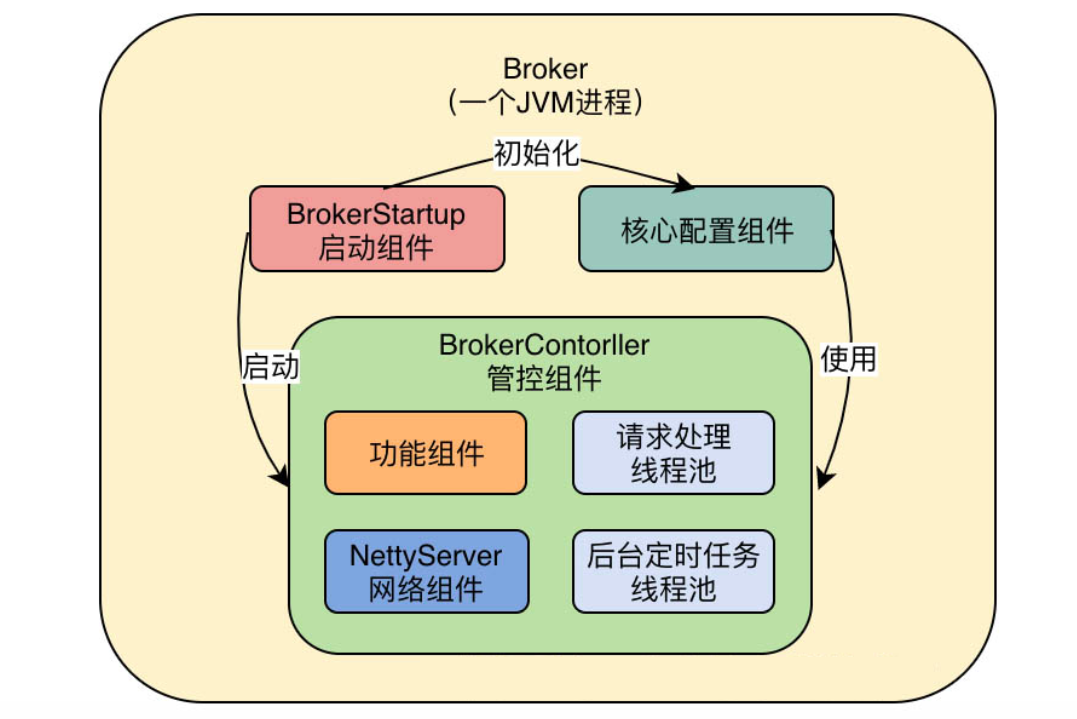 Broker
（一个JVM进程）
初始化
BrokerStartup
启动组件
核心配置组件
BrokerContorller
管控组件
启动
使用
功能组件
请求处理
线程池
NettyServer
网络组件
后台定时任务
线程池